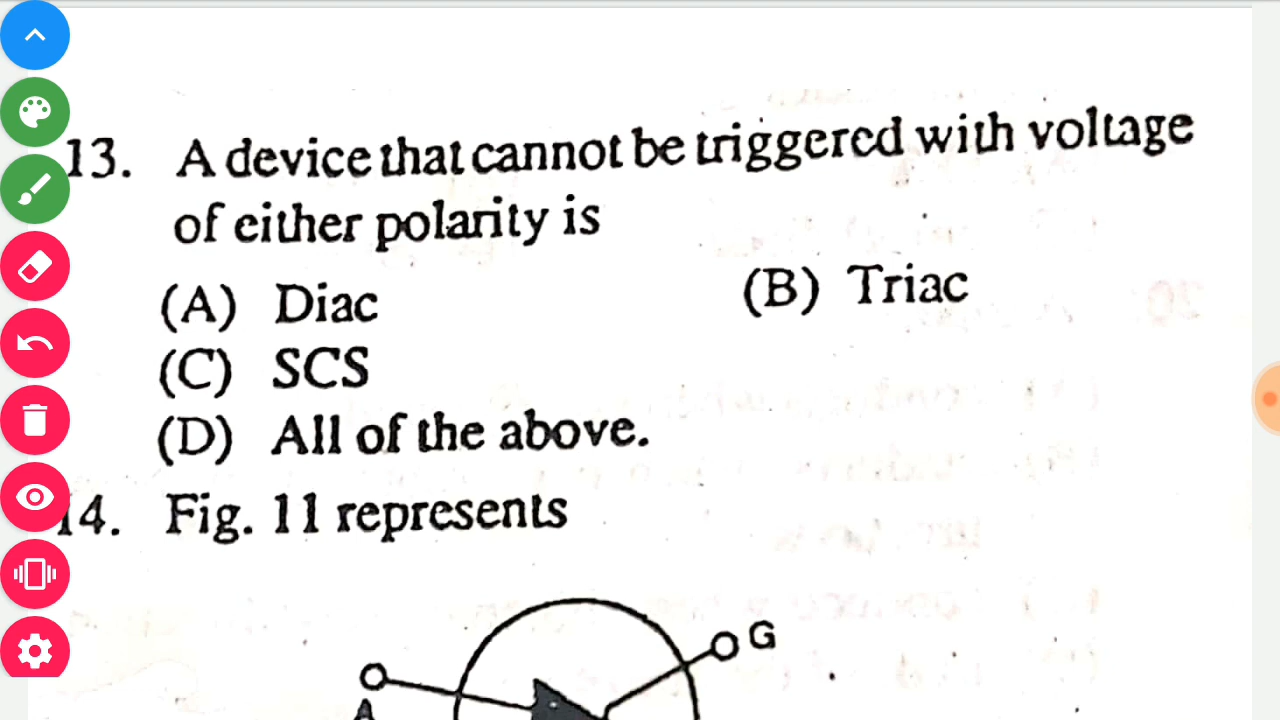 13. A device that cannot be triggered with voltage
of either polarity is
(A) Diac (B) Triac
(C) SCS
(D) All of the above.
14. Fig. 11 represents
G
A